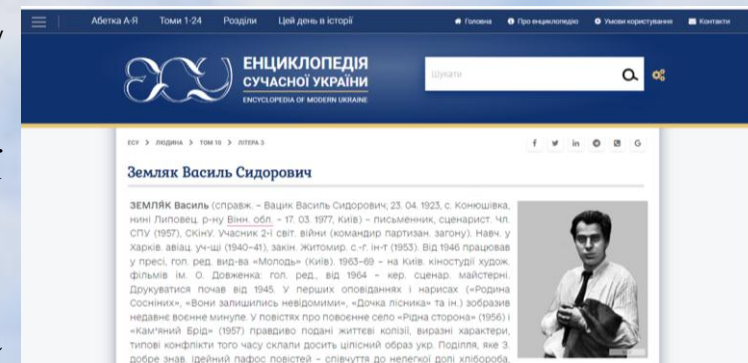 Абетка А-Я Томи 1-24 Розділи Цей день в історії Головна Про енциклопедію Умови користування Контакти
ЕНЦИКЛОПЕДІЯ
СУЧАСНОЇ УКРАЇНИ
ENCYCLOPEDIA OF MODERN UKRAINE
Шукати
ЕСУ > ЛЮДИНА > ТОМ 10 > ЛІТЕРА З
Земляк Василь Сидорович
ЗЕМЛЯ́К Василь (справж. – Вацик Василь Сидорович; 23. 04. 1923, с. Конюшівка,
нині Липовец. р-ну Вінн. обл. – 17. 03. 1977, Київ) – письменник, сценарист. Чл.
СПУ (1957), СКінУ. Учасник 2-ї світ. війни (командир партизан. загону). Навч. у
Харків. авіац. уч-щі (1940–41), закін. Житомир. с.-г. ін-т (1953). Від 1946 працював
у пресі, гол. ред. вид-ва «Молодь» (Київ). 1963–69 – на Київ. кіностудії худож.
фільмів ім. О. Довженка: гол. ред., від 1964 – кер. сценар. майстерні.
Друкуватися почав від 1945. У перших оповіданнях і нарисах («Родина
Сосніних», «Вони залишились невідомими», «Дочка лісника» та ін.) зобразив
недавнє воєнне минуле. У повістях про повоєнне село «Рідна сторона» (1956) і
«Кам'яний Брід» (1957) правдиво подані життєві колізії, виразні характери,
типові конфлікти того часу склали досить цілісний образ укр. Поділля, яке З.
добре знав. Ідейний пафос повістей – співчуття до нелегкої долі хлібороба,